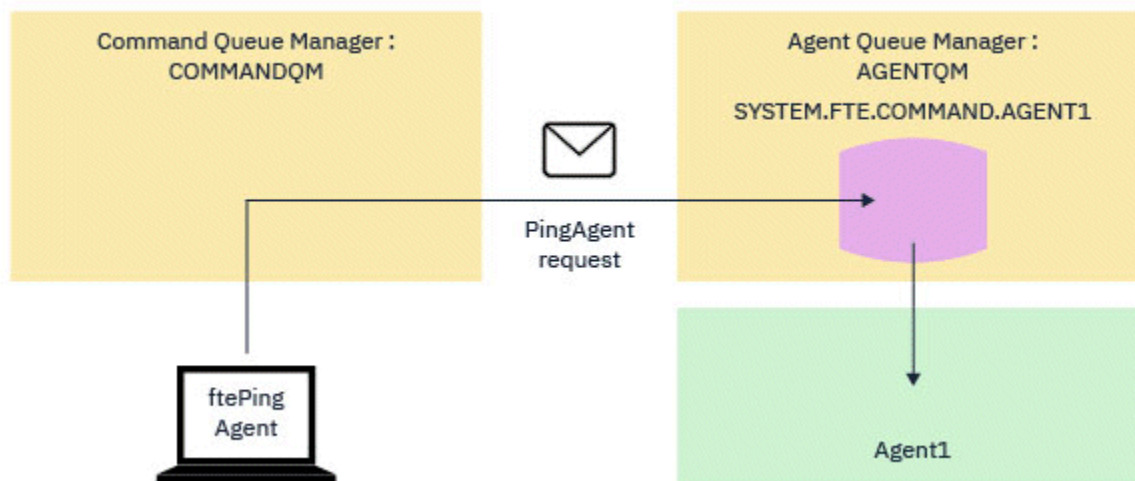 Command Queue Manager :
COMMANDQM
Agent Queue Manager :
AGENTQM
SYSTEM.FTE.COMMAND.AGENT1
PingAgent
request
ftePing
Agent
Agent1